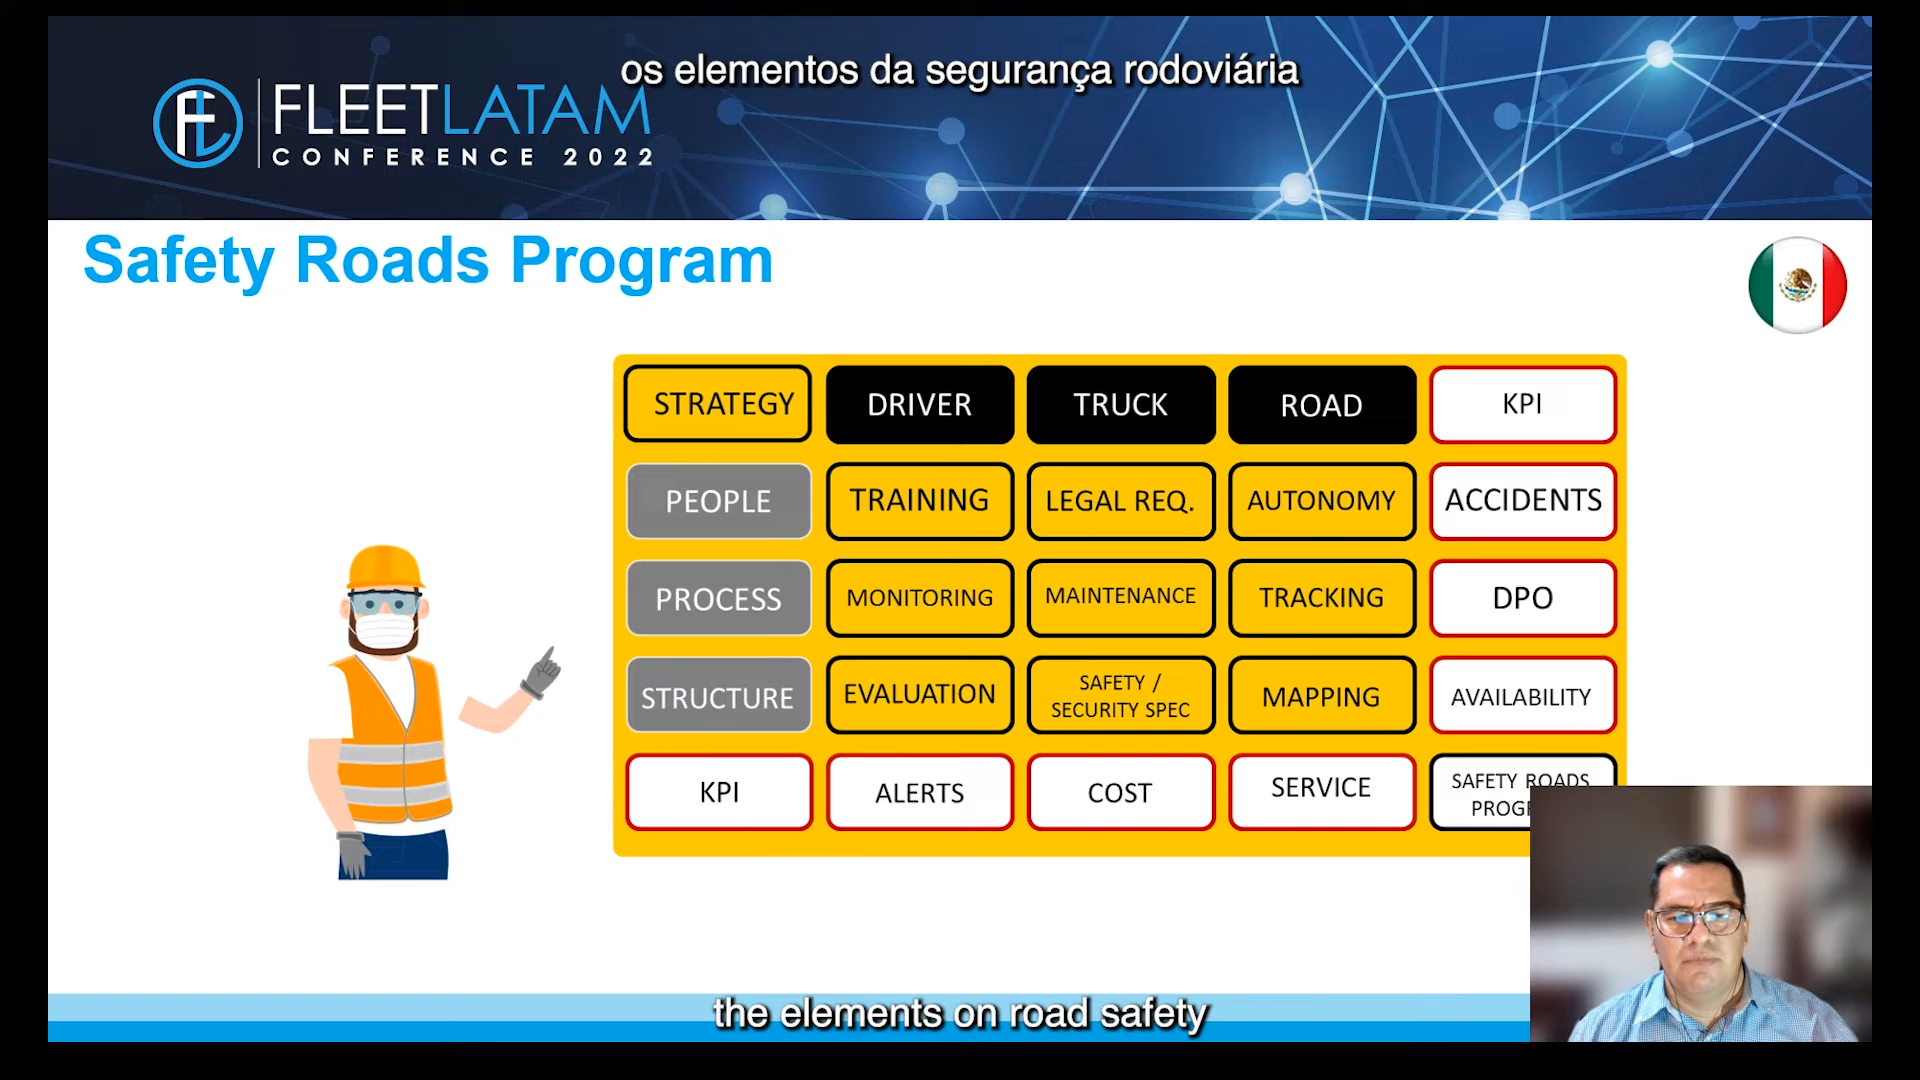 os elementos da segurança rodoviária
FLEETLATAM
CONFERENCE 2022
Safety Roads Program
STRATEGY DRIVER TRUCK ROAD KPI
PEOPLE TRAINING LEGAL REQ. AUTONOMY ACCIDENTS
PROCESS MONITORING MAINTENANCE TRACKING DPO
STRUCTURE EVALUATION SAFETY / SECURITY SPEC MAPPING AVAILABILITY
KPI ALERTS COST SERVICE SAFETY ROADS
the elements on road safety